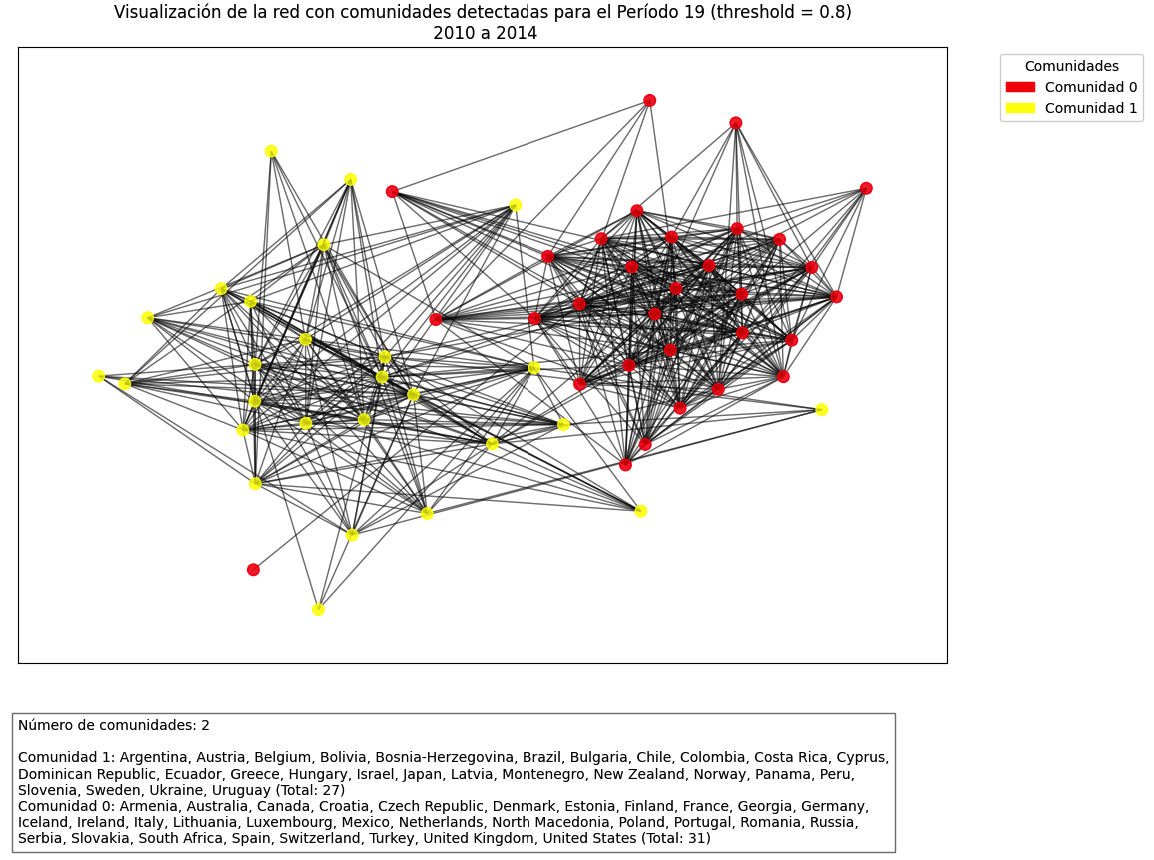 Visualización de la red con comunidades detectadas para el Período 19 (threshold = 0.8)
2010 a 2014
Comunidades
Comunidad 0
Comunidad 1
Número de comunidades: 2
Comunidad 1: Argentina, Austria, Belgium, Bolivia, Bosnia-Herzegovina, Brazil, Bulgaria, Chile, Colombia, Costa Rica, Cyprus,
Dominican Republic, Ecuador, Greece, Hungary, Israel, Japan, Latvia, Montenegro, New Zealand, Norway, Panama, Peru,
Slovenia, Sweden, Ukraine, Uruguay (Total: 27)
Comunidad 0: Armenia, Australia, Canada, Croatia, Czech Republic, Denmark, Estonia, Finland, France, Georgia, Germany,
Iceland, Ireland, Italy, Lithuania, Luxembourg, Mexico, Netherlands, North Macedonia, Poland, Portugal, Romania, Russia,
Serbia, Slovakia, South Africa, Spain, Switzerland, Turkey, United Kingdom, United States (Total: 31)